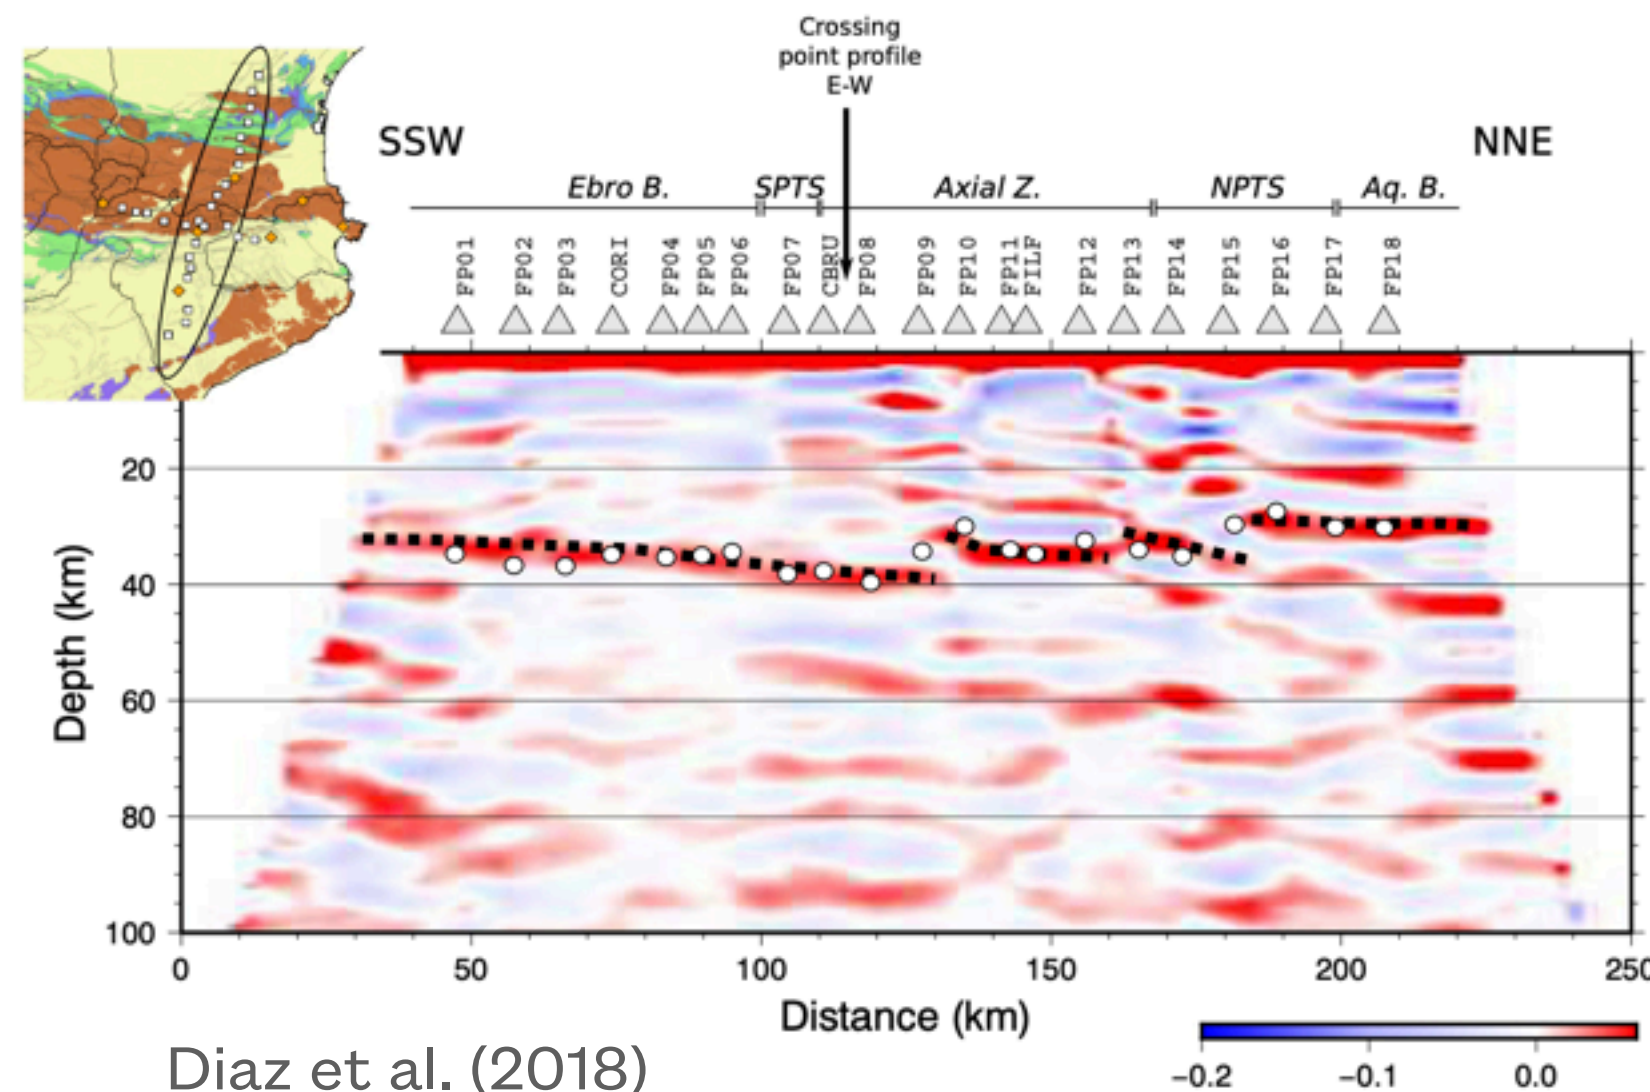 Crossing
point profile
E-W
SSW
NNE
Ebro B.
SPTS
Axial Z.
NPTS
Aq. B.
FP01
FP02
FP03
CORI
FP04
FP05
FP06
FP07
CBRU
FP08
FP09
FP10
FP11
FILF
FP12
FP13
FP14
FP15
FP16
FP17
FP18
20
40
60
80
100
Depth (km)
0
50
100
150
200
250
Distance (km)
-0.2
-0.1
0.0
Diaz et al. (2018)